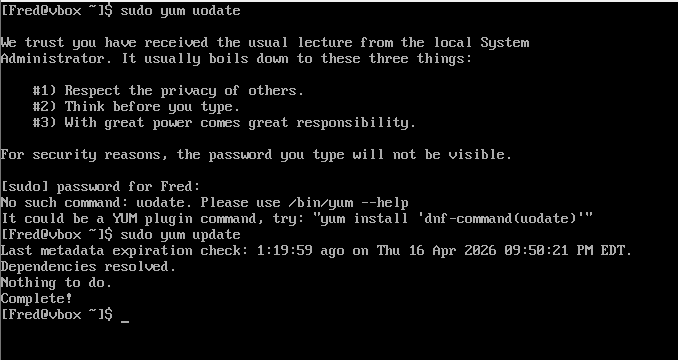 [Fred@vbox ~]$ sudo yum uodate

We trust you have received the usual lecture from the local System
Administrator. It usually boils down to these three things:

    #1) Respect the privacy of others.
    #2) Think before you type.
    #3) With great power comes great responsibility.

For security reasons, the password you type will not be visible.

[sudo] password for Fred:
No such command: uodate. Please use /bin/yum --help
It could be a YUM plugin command, try: "yum install 'dnf-command(uodate)'"
[Fred@vbox ~]$ sudo yum update
Last metadata expiration check: 1:19:59 ago on Thu 16 Apr 2026 09:50:21 PM EDT.
Dependencies resolved.
Nothing to do.
Complete!
[Fred@vbox ~]$ _